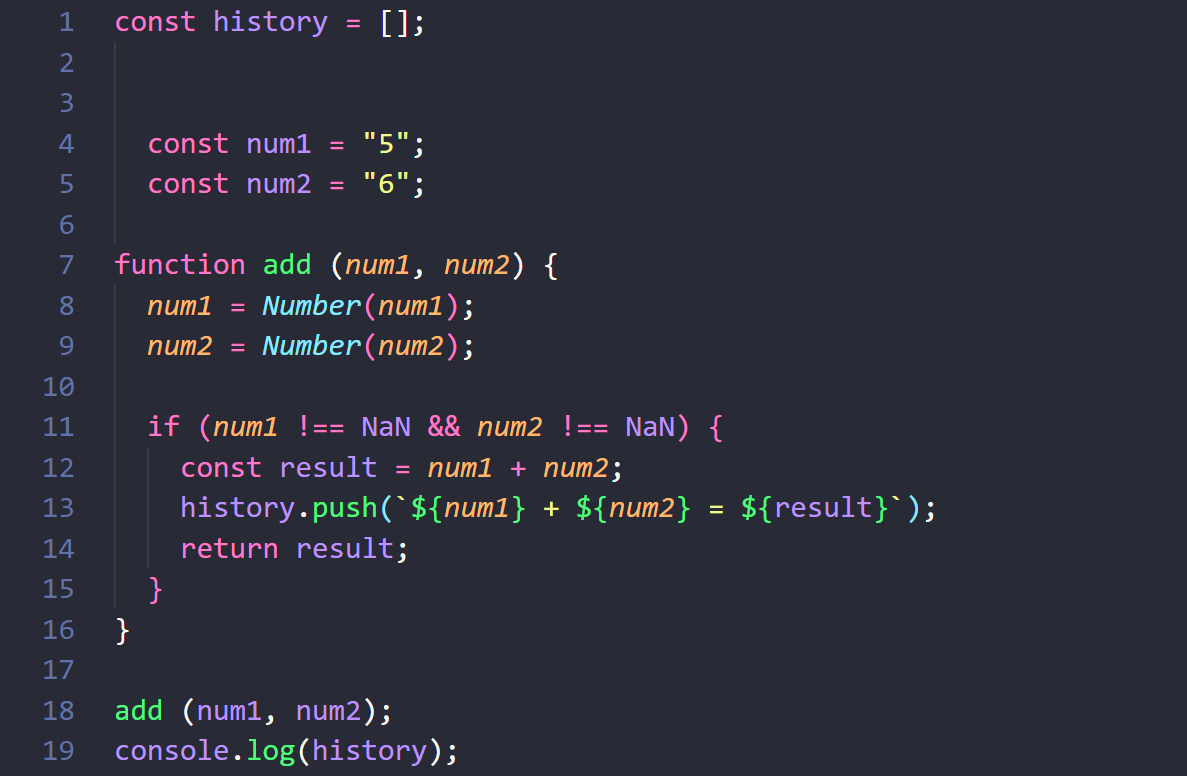 1 const history = [];
2
3
4 const num1 = "5";
5 const num2 = "6";
6
7 function add (num1, num2) {
8 num1 = Number(num1);
9 num2 = Number(num2);
10
11 if (num1 !== NaN && num2 !== NaN) {
12 const result = num1 + num2;
13 history.push(`${num1} + ${num2} = ${result}`);
14 return result;
15 }
16 }
17
18 add (num1, num2);
19 console.log(history);